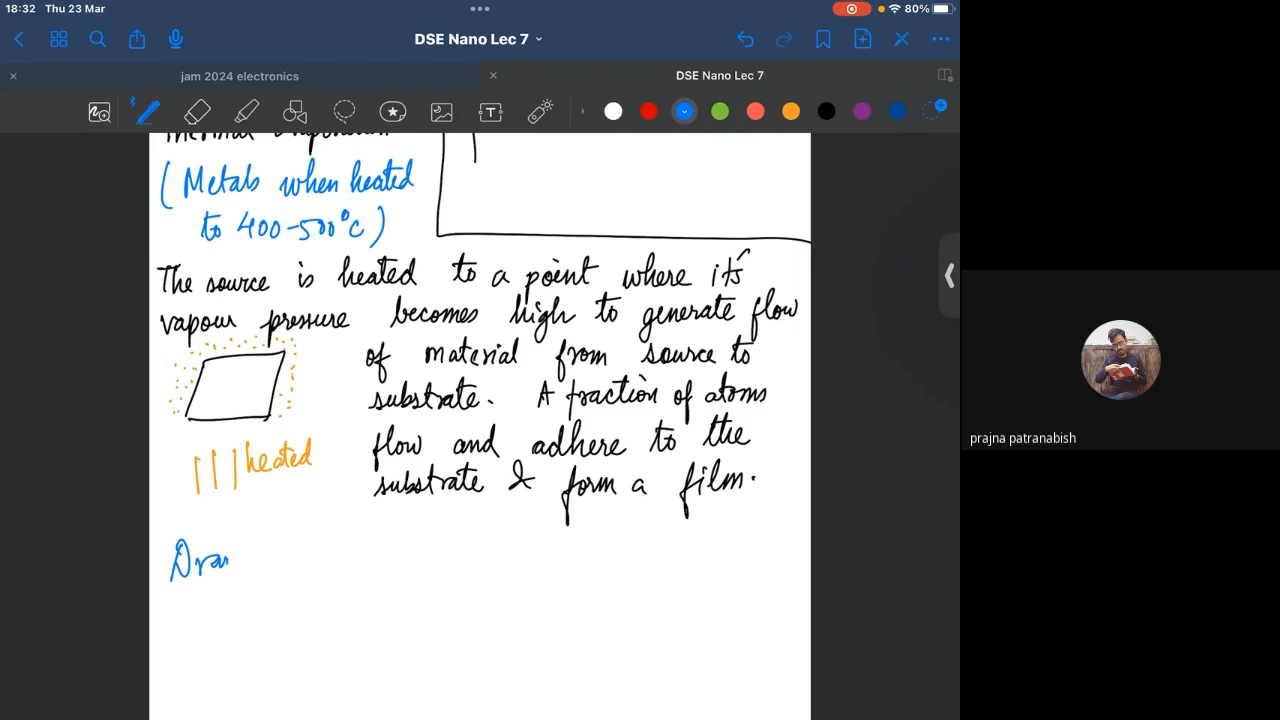 18:32 Thu 23 Mar
80%
DSE Nano Lec 7
jam 2024 electronics
DSE Nano Lec 7
(Metals when heated
to 400-500°C)
The source is heated to a point where it's
vapour pressure becomes high to generate flow
of material from source to
substrate. A fraction of atoms
flow and adhere to the
substrate & form a film.
heated
Draw
prajna patranabish